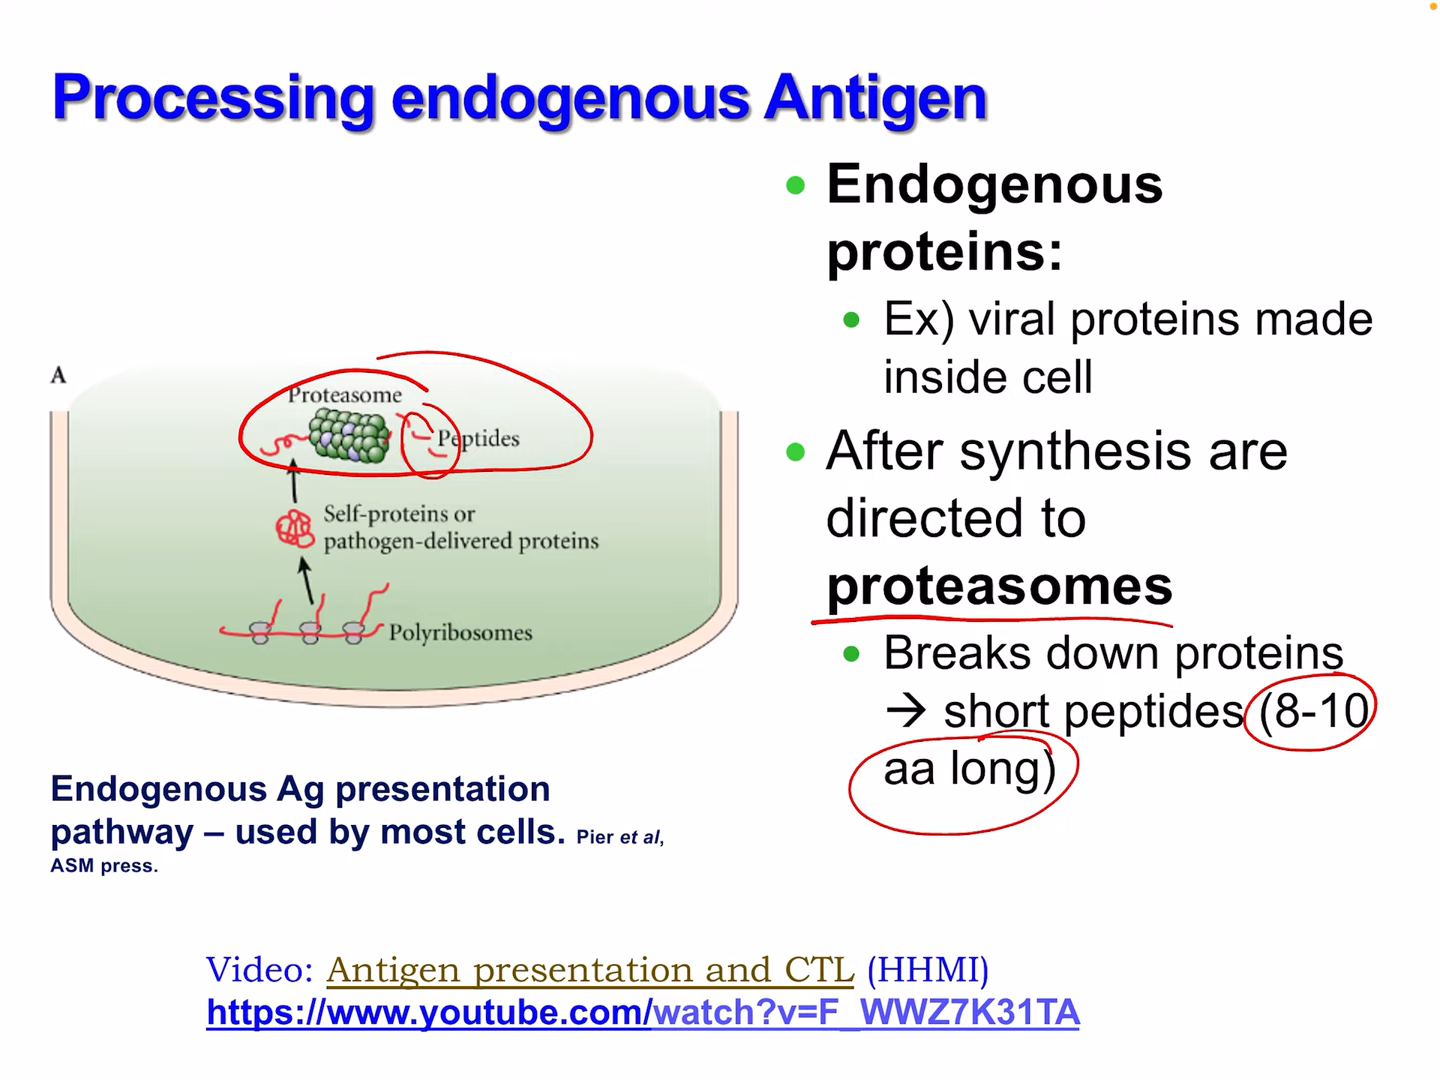 Processing endogenous Antigen
• Endogenous
proteins:
• Ex) viral proteins made
inside cell
• After synthesis are
directed to
proteasomes
• Breaks down proteins
→ short peptides (8-10
aa long)
A
Proteasome
Peptides
Self-proteins or
pathogen-delivered proteins
Polyribosomes
Endogenous Ag presentation
pathway – used by most cells. Pier et al,
ASM press.
Video: Antigen presentation and CTL (HHMI)
https://www.youtube.com/watch?v=F_WWZ7K31TA